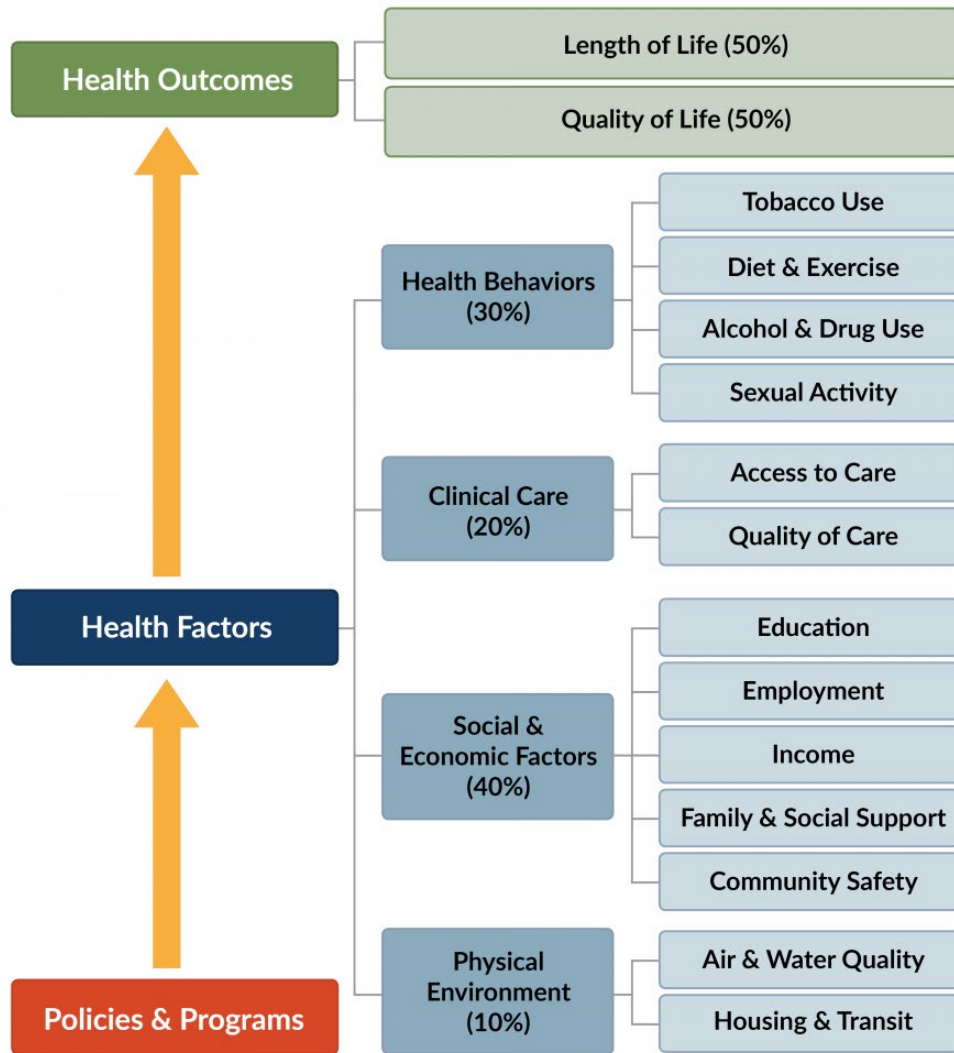 Health Outcomes
Length of Life (50%)
Quality of Life (50%)
Health Factors
Health Behaviors
(30%)
Tobacco Use
Diet & Exercise
Alcohol & Drug Use
Sexual Activity
Clinical Care
(20%)
Access to Care
Quality of Care
Social &
Economic Factors
(40%)
Education
Employment
Income
Family & Social Support
Community Safety
Physical
Environment
(10%)
Air & Water Quality
Housing & Transit
Policies & Programs